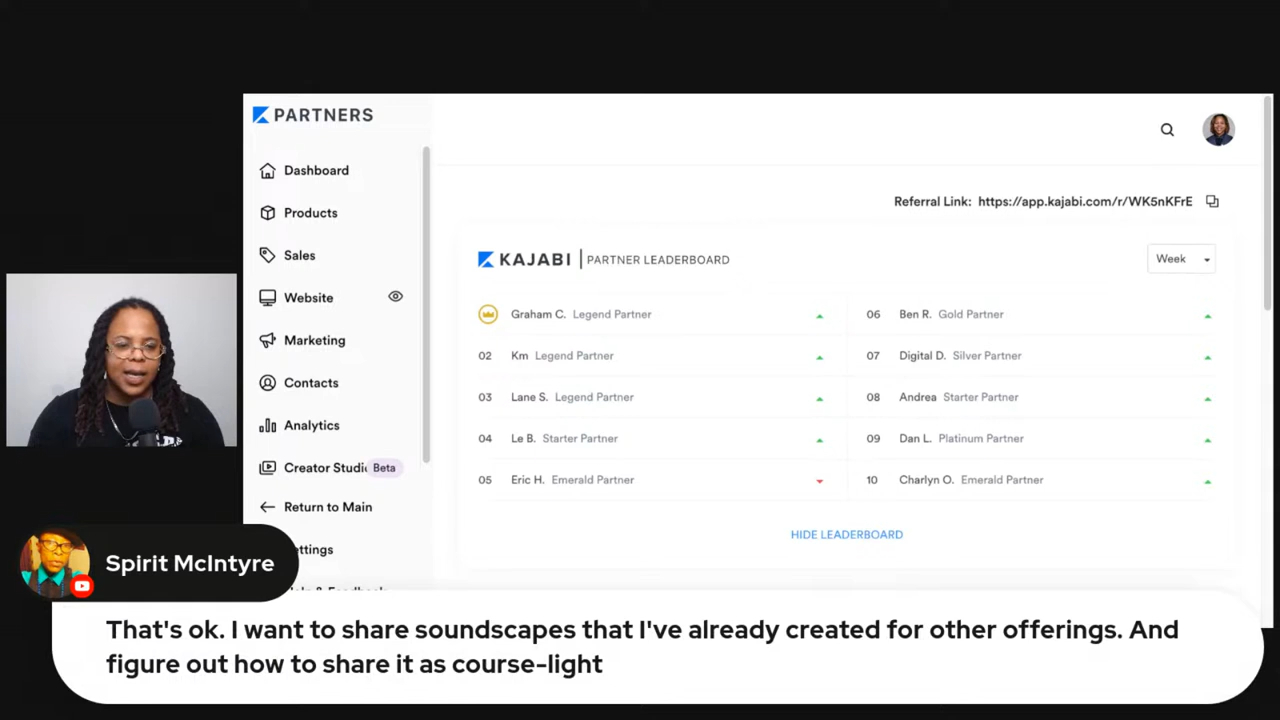 PARTNERS
Dashboard
Products
Sales
Website
Marketing
Contacts
Analytics
Creator Studio Beta
Return to Main
ettings
Help & Feedback
Referral Link: https://app.kajabi.com/r/WK5nKFrE
KAJABI | PARTNER LEADERBOARD
Week
Graham C. Legend Partner
02 Km Legend Partner
03 Lane S. Legend Partner
04 Le B. Starter Partner
05 Eric H. Emerald Partner
06 Ben R. Gold Partner
07 Digital D. Silver Partner
08 Andrea Starter Partner
09 Dan L. Platinum Partner
10 Charlyn O. Emerald Partner
HIDE LEADERBOARD
Spirit McIntyre
That's ok. I want to share soundscapes that I've already created for other offerings. And
figure out how to share it as course-light